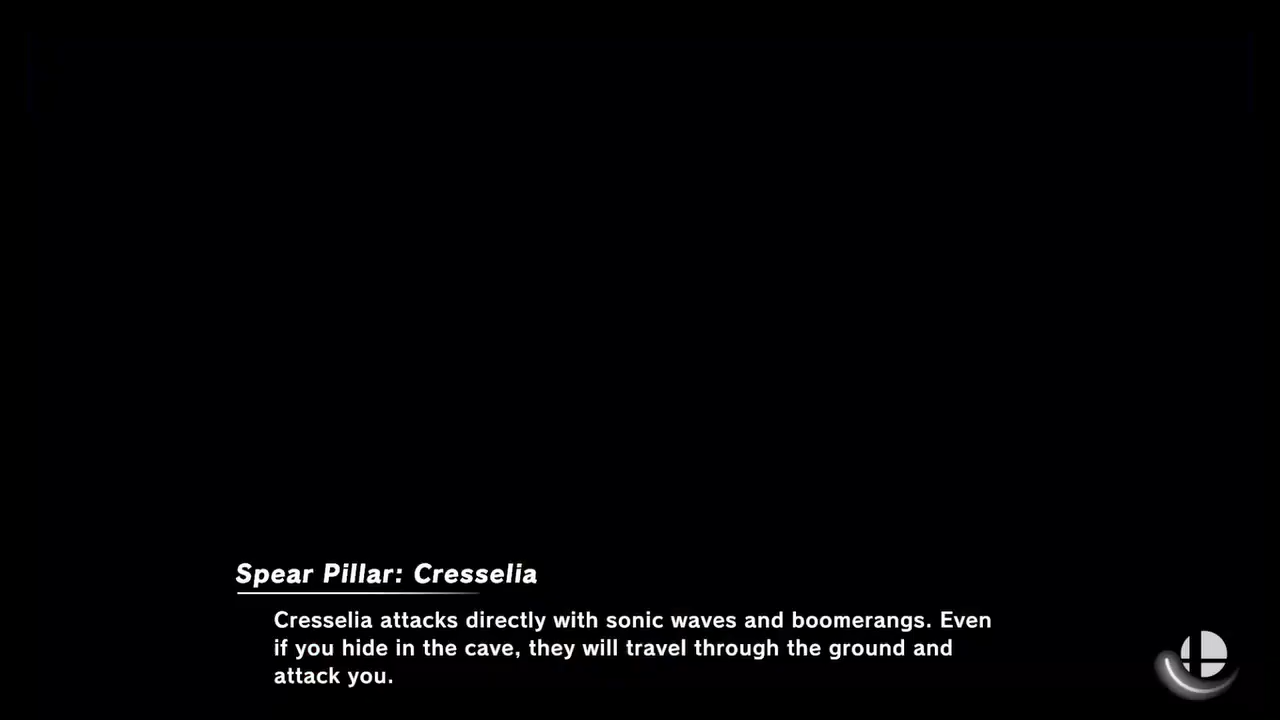 Spear Pillar: Cresselia
Cresselia attacks directly with sonic waves and boomerangs. Even
if you hide in the cave, they will travel through the ground and
attack you.